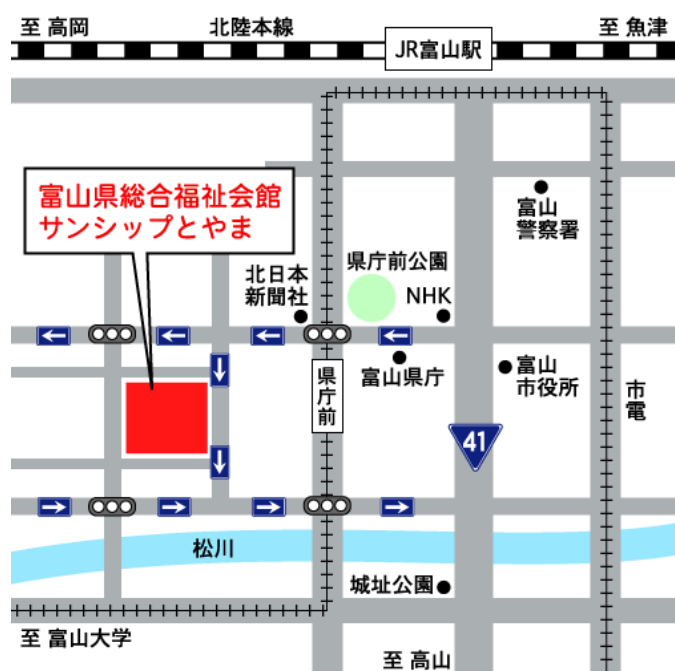 至 高岡
北陸本線
至 魚津
JR富山駅
富山県総合福祉会館
サンシップとやま
富山
警察署
県庁前公園
北日本
新聞社
NHK
富山県庁
富山
市役所
県庁前
市電
41
松川
城址公園
至 富山大学
至 高山